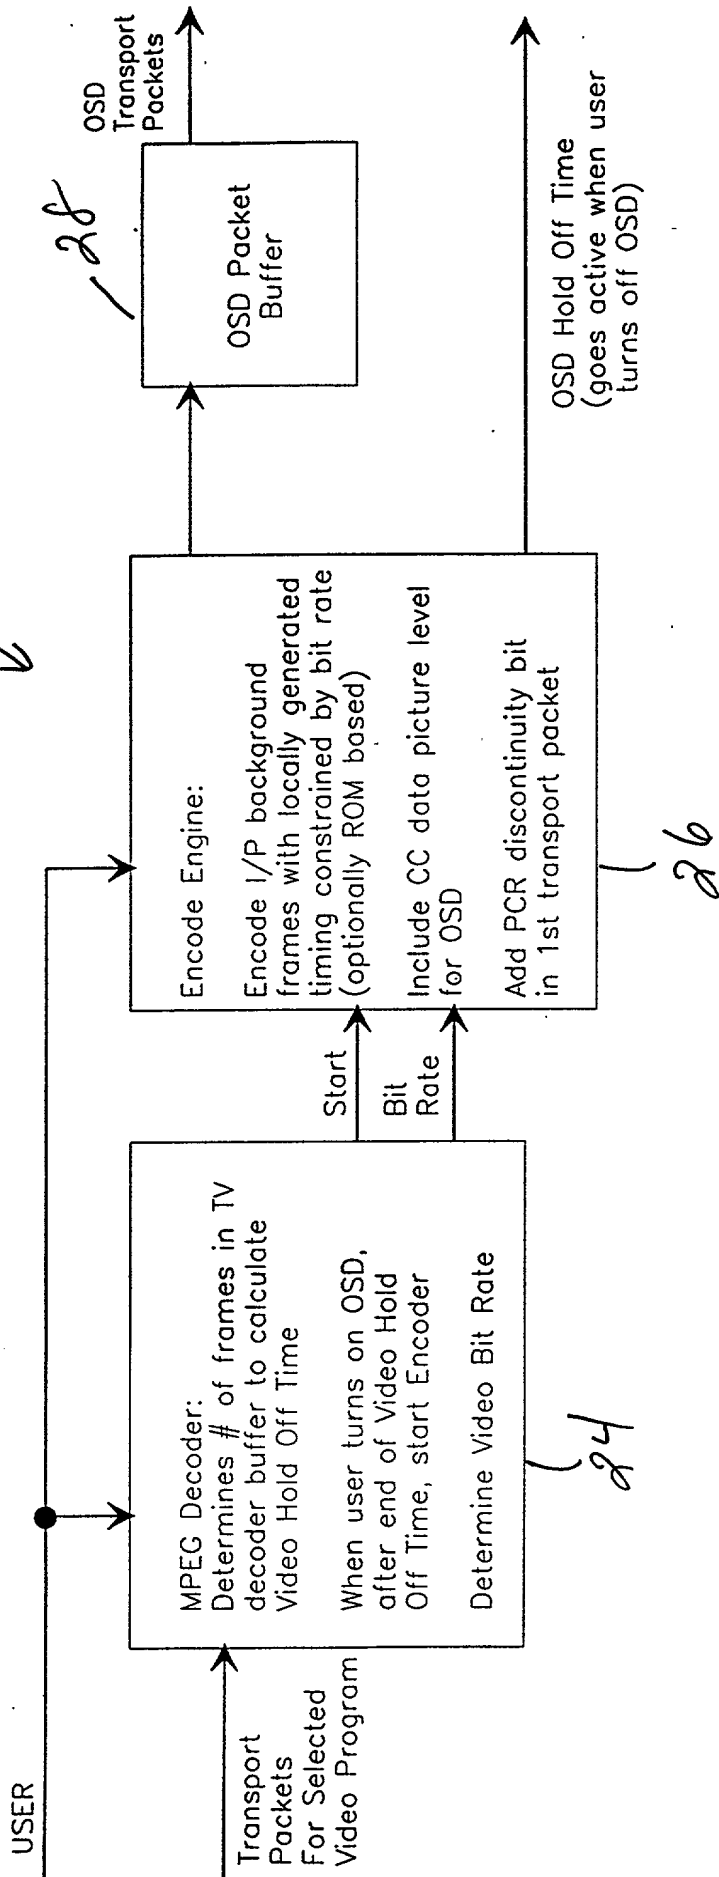 USER
Transport
Packets
For Selected
Video Program
MPEG Decoder:
Determines # of frames in TV
decoder buffer to calculate
Video Hold Off Time
When user turns on OSD,
after end of Video Hold
Off Time, start Encoder
Determine Video Bit Rate
24
Start
Bit
Rate
Encode Engine:
Encode I/P background
frames with locally generated
timing constrained by bit rate
(optionally ROM based)
Include CC data picture level
for OSD
Add PCR discontinuity bit
in 1st transport packet
26
OSD Packet
Buffer
28
OSD
Transport
Packets
OSD Hold Off Time
(goes active when user
turns off OSD)